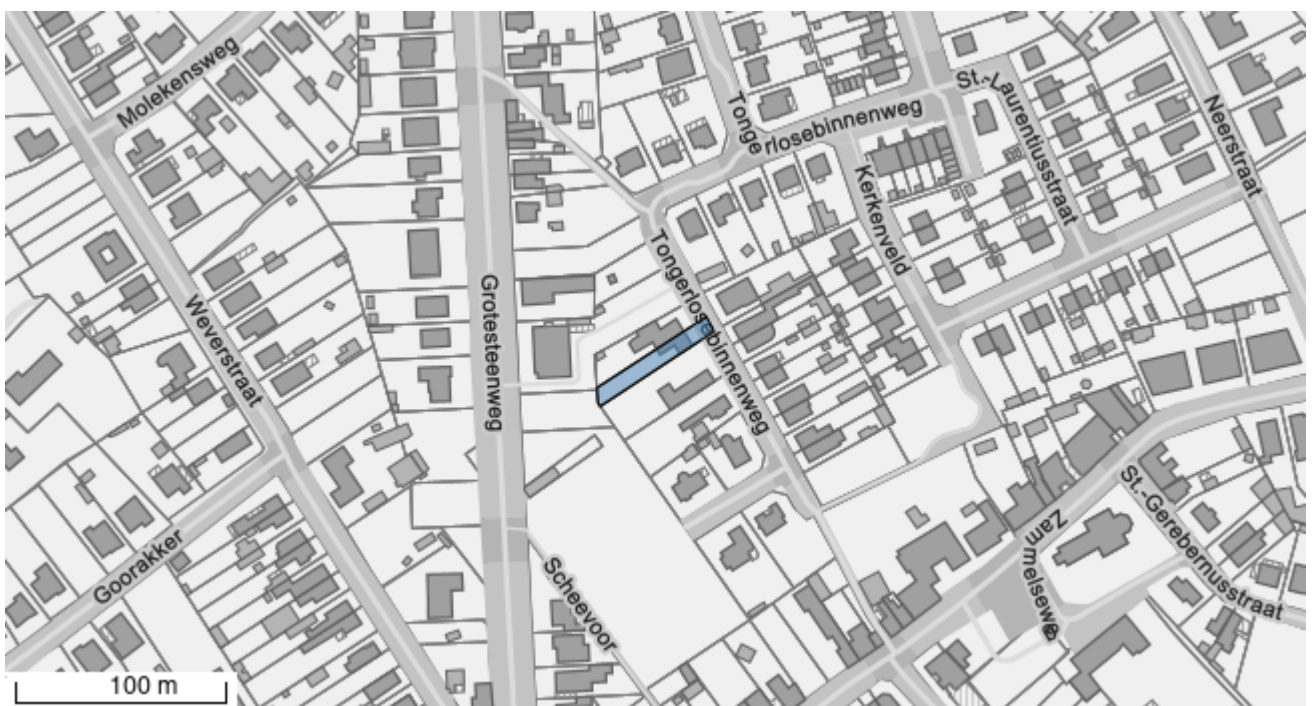 Molekensweg
Tongerlosebinnenweg
St.-Laurentiusstraat
Neerstraat
Kerkenveld
Tongerlosebinnenweg
Grotesteenweg
Weverstraat
Goorakker
Scheevoor
Zammelseweg
St.-Gerebernusstraat
100 m